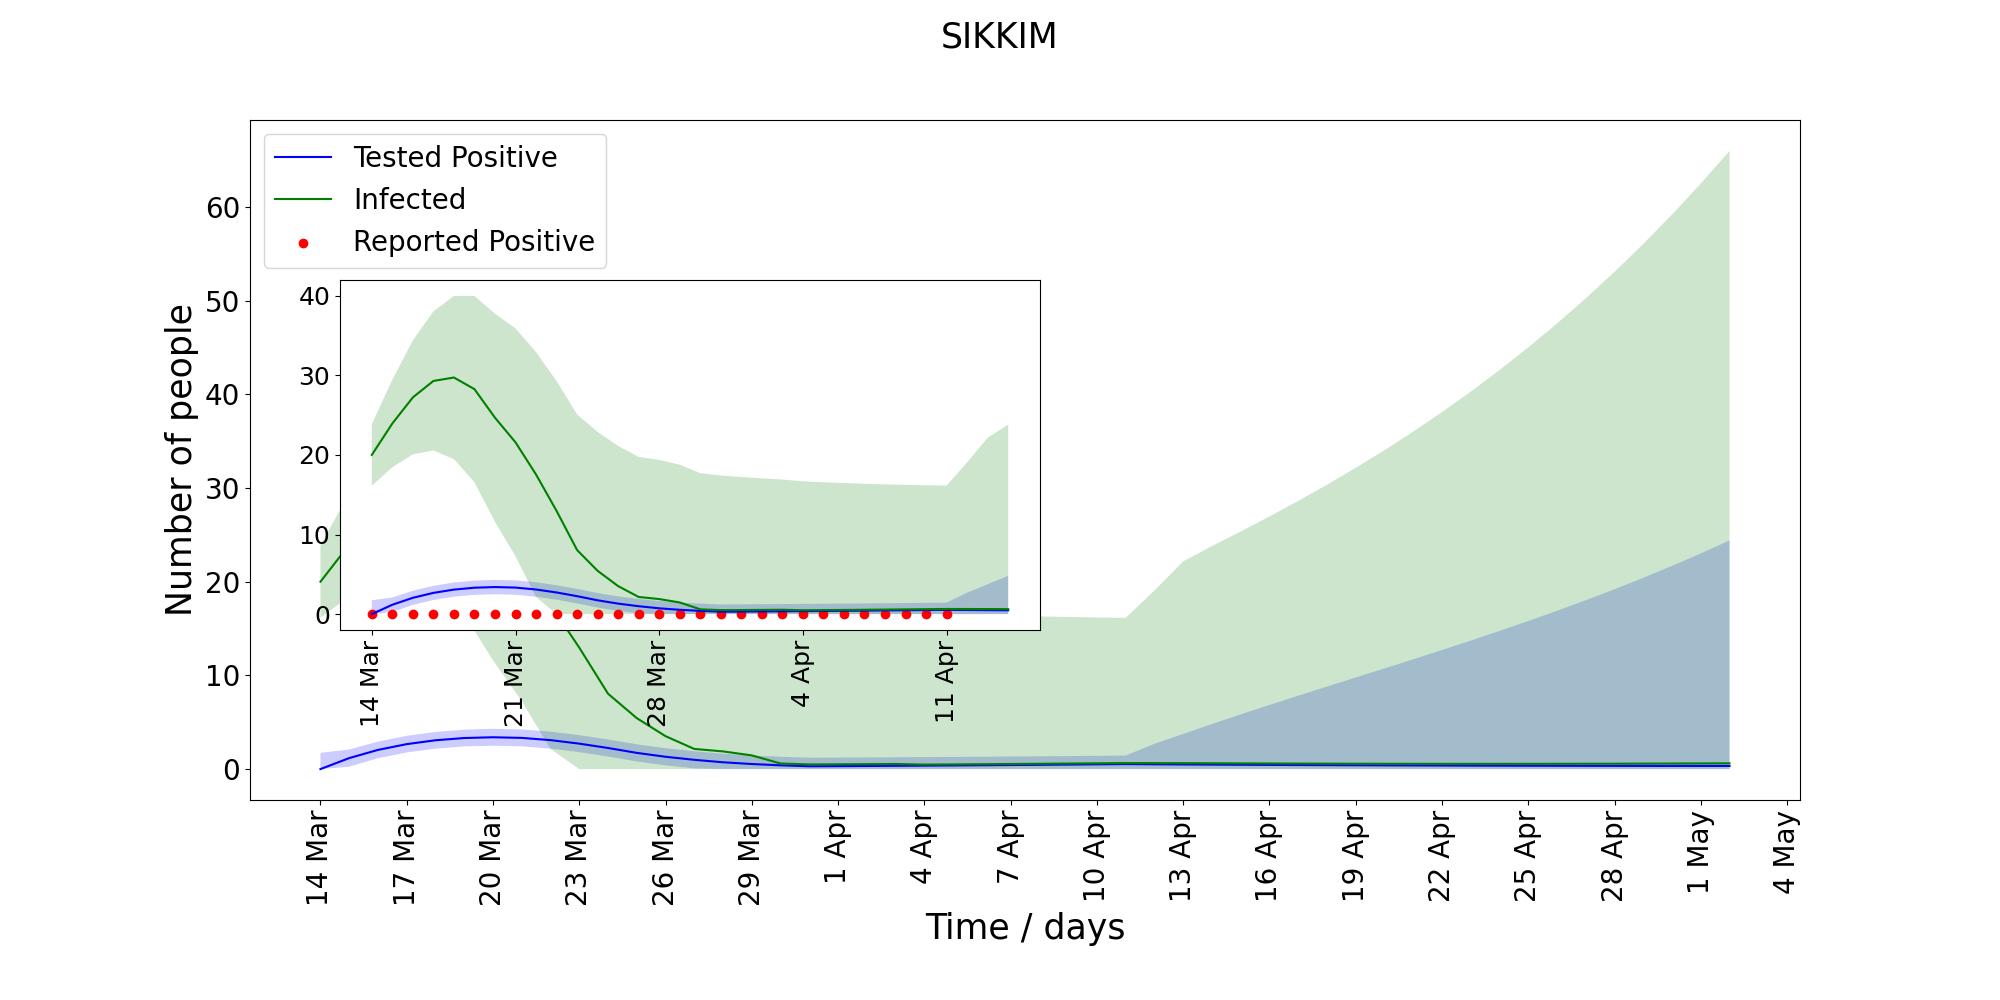 SIKKIM
Tested Positive
Infected
Reported Positive
Number of people
60
50
40
30
20
10
0
40
30
20
10
0
14 Mar
21 Mar
28 Mar
4 Apr
11 Apr
14 Mar
17 Mar
20 Mar
23 Mar
26 Mar
29 Mar
1 Apr
4 Apr
7 Apr
10 Apr
13 Apr
16 Apr
19 Apr
22 Apr
25 Apr
28 Apr
1 May
4 May
Time / days